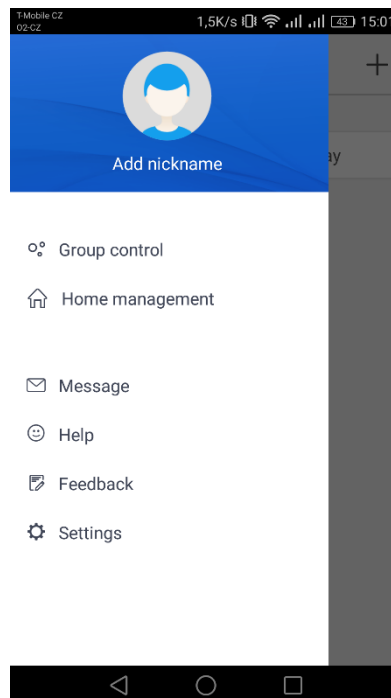 T-Mobile CZ
O2-CZ
1,5K/s 43 15:01
Add nickname
ay
Group control
Home management
Message
Help
Feedback
Settings